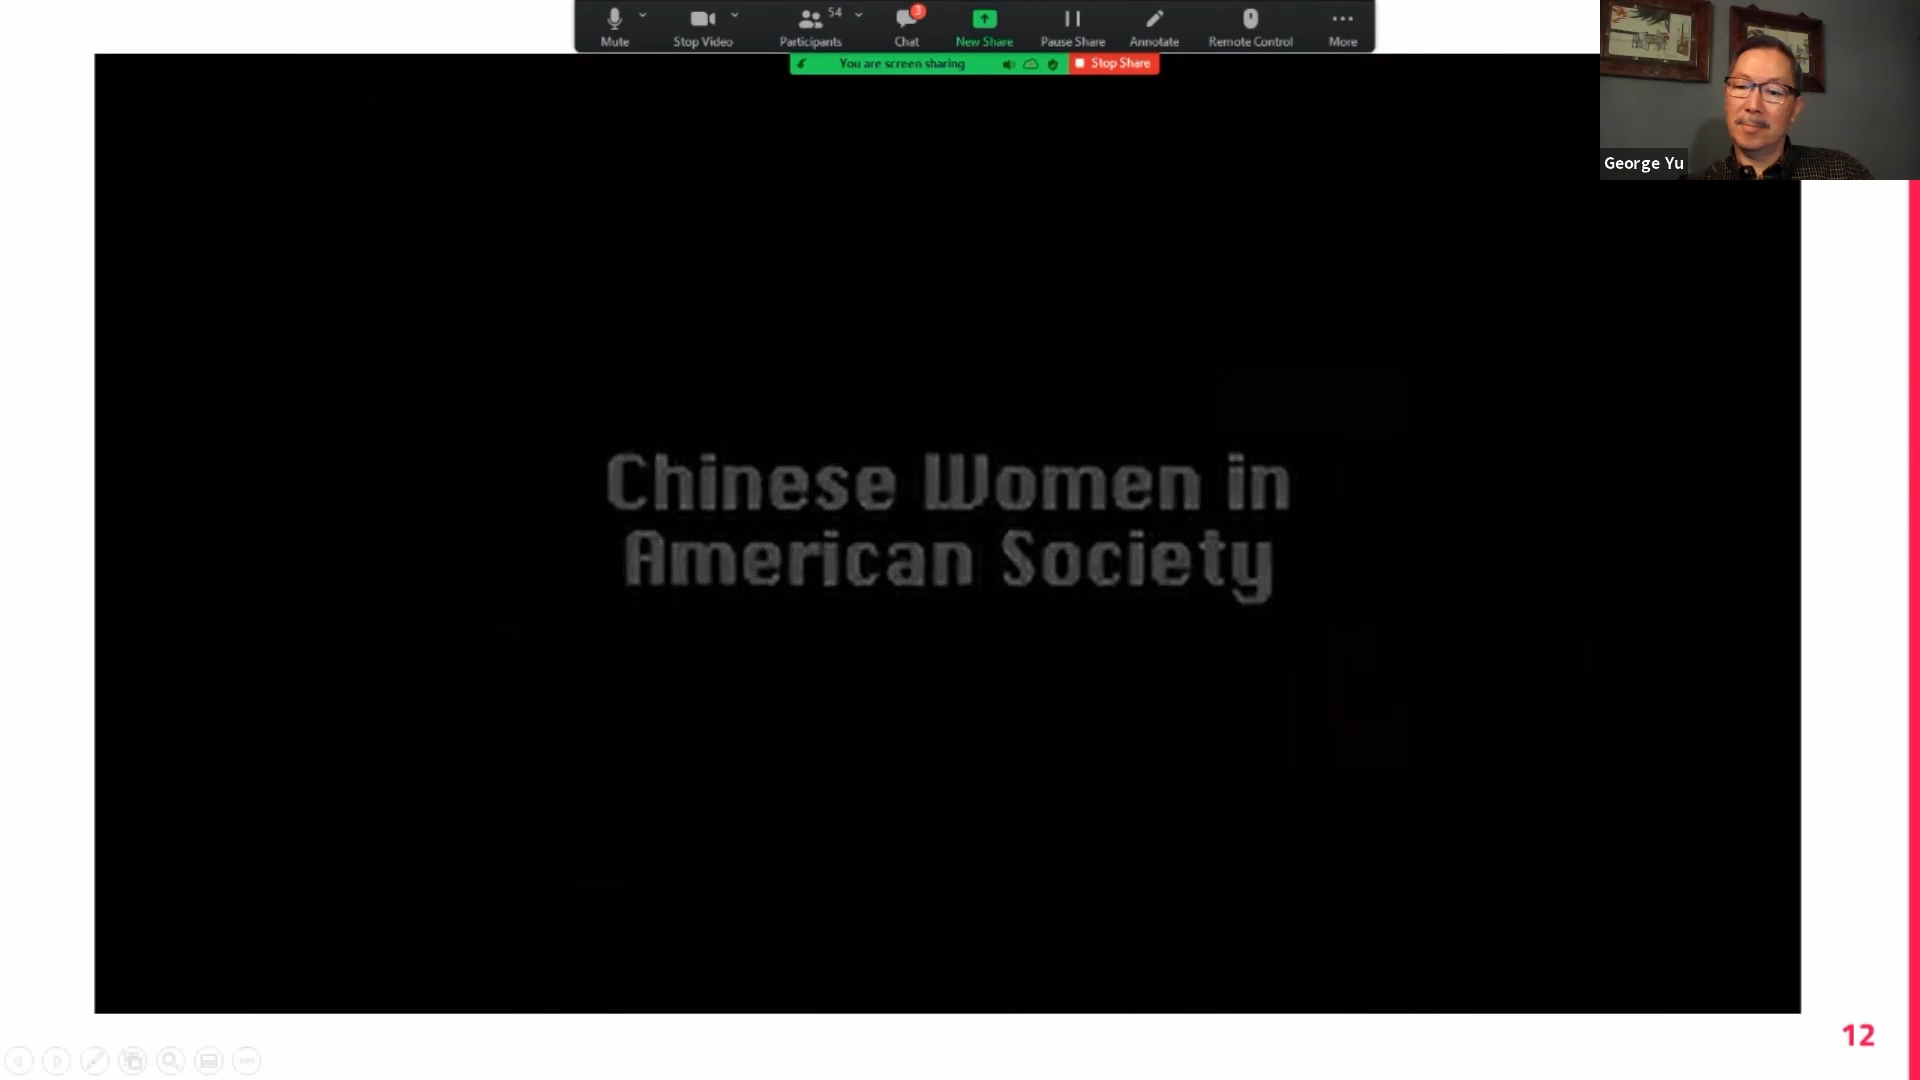 54
3
Mute
Stop Video
Participants
Chat
New Share
Pause Share
Annotate
Remote Control
More
You are screen sharing
Stop Share
George Yu
Chinese Women in
American Society
12